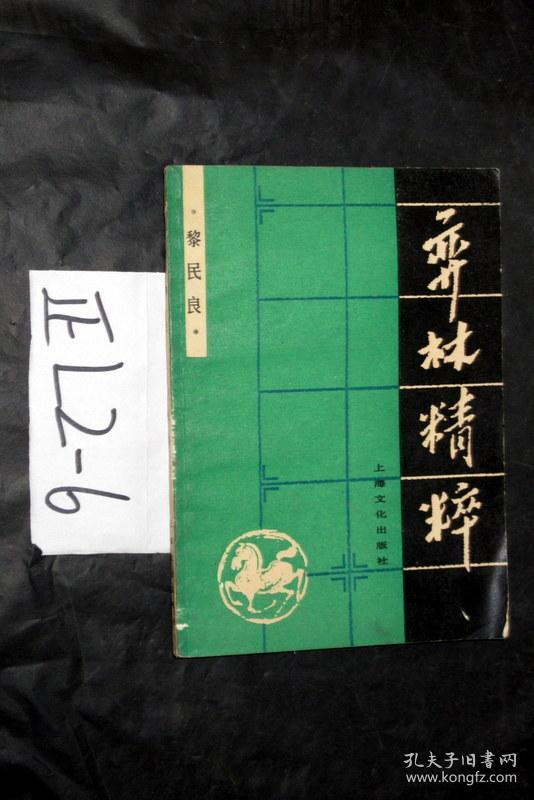 弈林精粹
*黎民良*
上海文化出版社
正L2-6
孔夫子旧书网
www.kongfz.com